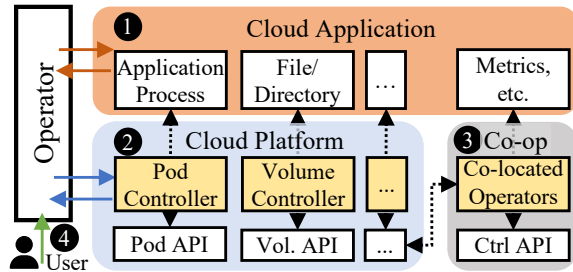 1
Cloud Application
Operator
Application
Process
File/
Directory
...
Metrics,
etc.
2
Cloud Platform
3
Co-op
Pod
Controller
Volume
Controller
...
Co-located
Operators
Pod API
Vol. API
...
Ctrl API
4
User